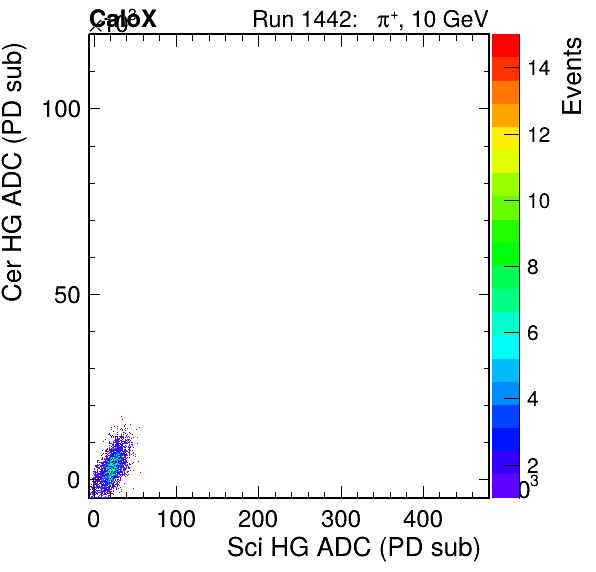 CaloX Run 1442: π+, 10 GeV
×10³
Cer HG ADC (PD sub)
100
50
0
0 100 200 300 400
Sci HG ADC (PD sub)
Events
14
12
10
8
6
4
2